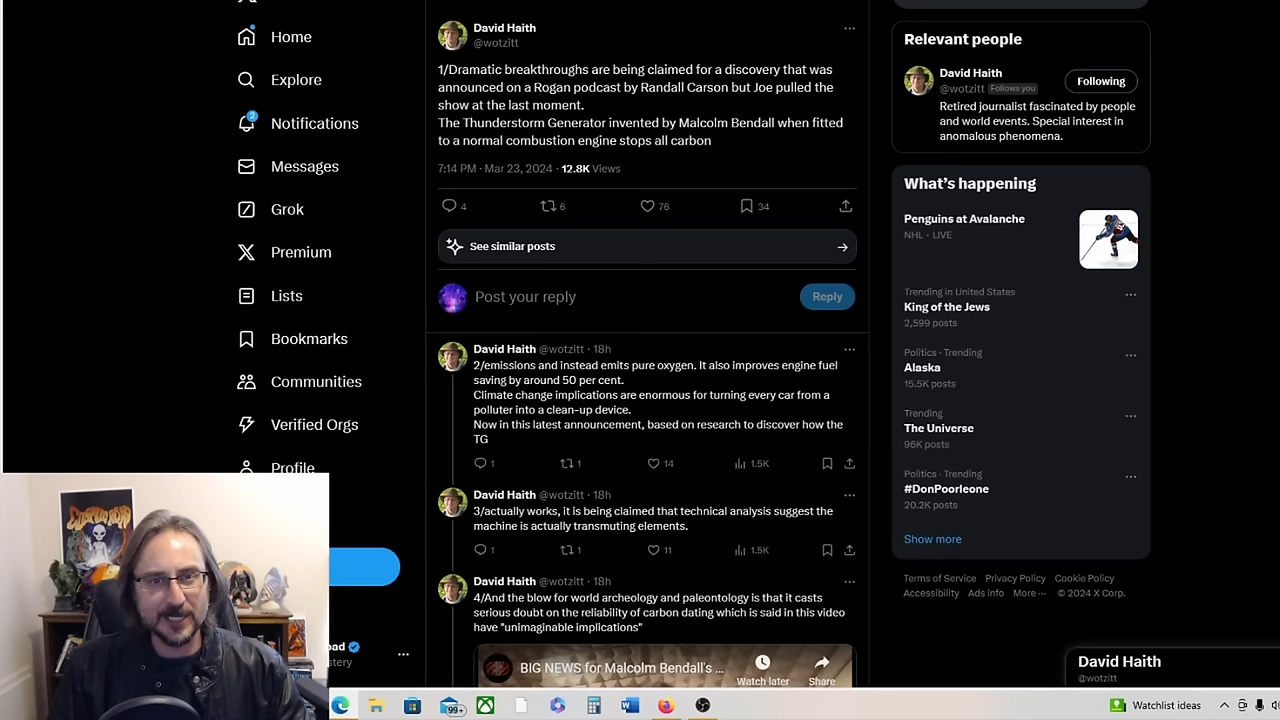 Home
Explore
2
Notifications
Messages
Grok
Premium
Lists
Bookmarks
Communities
Verified Orgs
Profile
David Haith
@wotzitt
1/Dramatic breakthroughs are being claimed for a discovery that was
announced on a Rogan podcast by Randall Carson but Joe pulled the
show at the last moment.
The Thunderstorm Generator invented by Malcolm Bendall when fitted
to a normal combustion engine stops all carbon
7:14 PM · Mar 23, 2024 · 12.8K Views
4 6 76 34
See similar posts
Post your reply
Reply
David Haith @wotzitt · 18h
2/emissions and instead emits pure oxygen. It also improves engine fuel
saving by around 50 per cent.
Climate change implications are enormous for turning every car from a
polluter into a clean-up device.
Now in this latest announcement, based on research to discover how the
TG
1 1 14 1.5K
David Haith @wotzitt · 18h
3/actually works, it is being claimed that technical analysis suggest the
machine is actually transmuting elements.
1 1 11 1.5K
David Haith @wotzitt · 18h
4/And the blow for world archeology and paleontology is that it casts
serious doubt on the reliability of carbon dating which is said in this video
have "unimaginable implications"
BIG NEWS for Malcolm Bendall's ...
Watch later
Share
Relevant people
David Haith
@wotzitt Follows you
Following
Retired journalist fascinated by people
and world events. Special interest in
anomalous phenomena.
What's happening
Penguins at Avalanche
NHL · LIVE
Trending in United States
King of the Jews
2,599 posts
Politics · Trending
Alaska
15.5K posts
Trending
The Universe
96K posts
Politics · Trending
#DonPoorleone
20.2K posts
Show more
Terms of Service Privacy Policy Cookie Policy
Accessibility Ads info More ··· © 2024 X Corp.
David Haith
@wotzitt
oad
stery
99+
Watchlist ideas